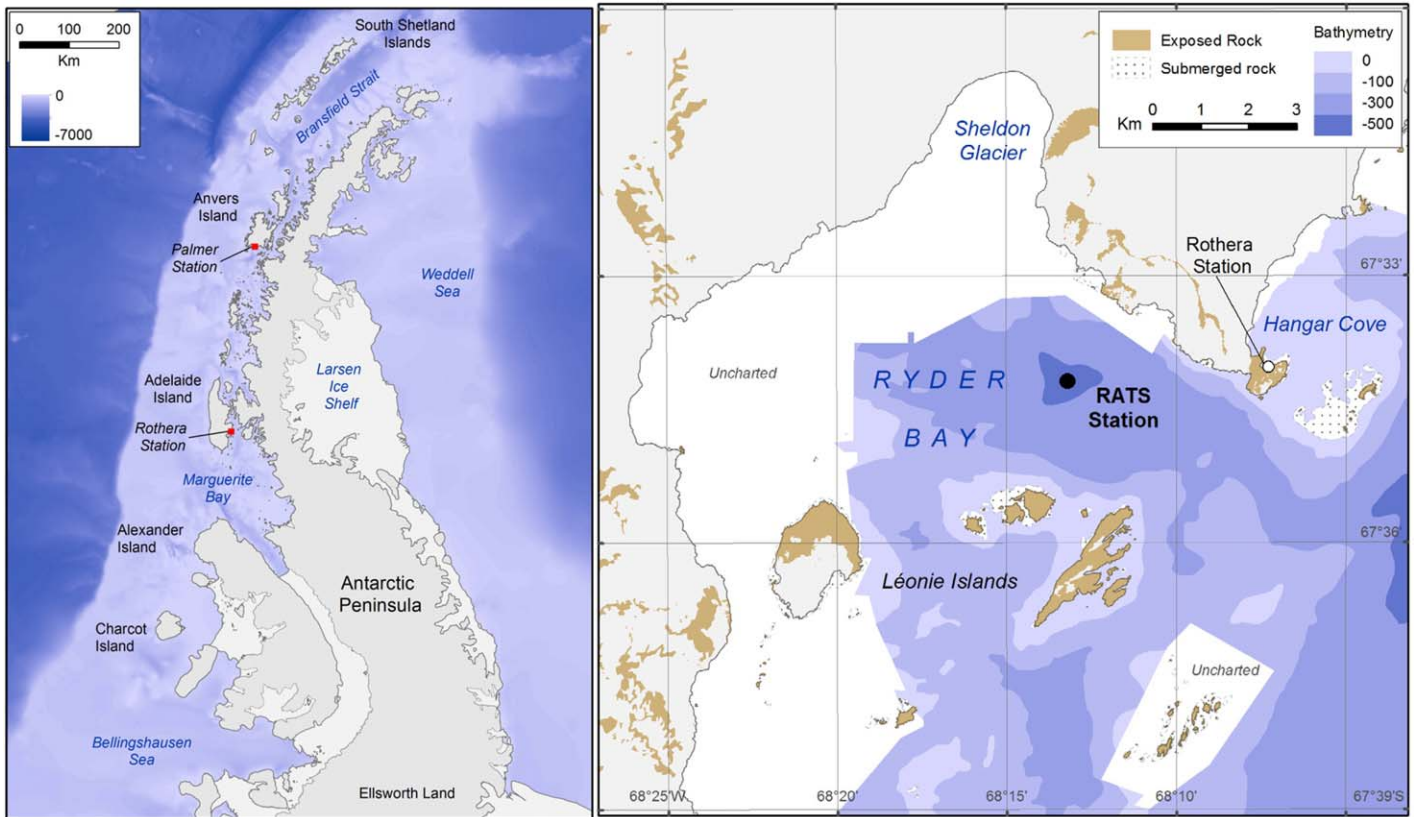 0 100 200
Km
0
-7000
South Shetland
Islands
Bransfield Strait
Anvers
Island
Palmer
Station
Weddell
Sea
Larsen
Ice
Shelf
Adelaide
Island
Rothera
Station
Marguerite
Bay
Alexander
Island
Antarctic
Peninsula
Charcot
Island
Bellingshausen
Sea
Ellsworth Land
Exposed Rock
Submerged rock
0 1 2 3
Km
Bathymetry
0
-100
-300
-500
Sheldon
Glacier
Rothera
Station
67°33'
Hangar Cove
Uncharted
RYDER
BAY
RATS
Station
67°36'
Léonie Islands
Uncharted
68°25'W 68°20' 68°15' 68°10' 67°39'S